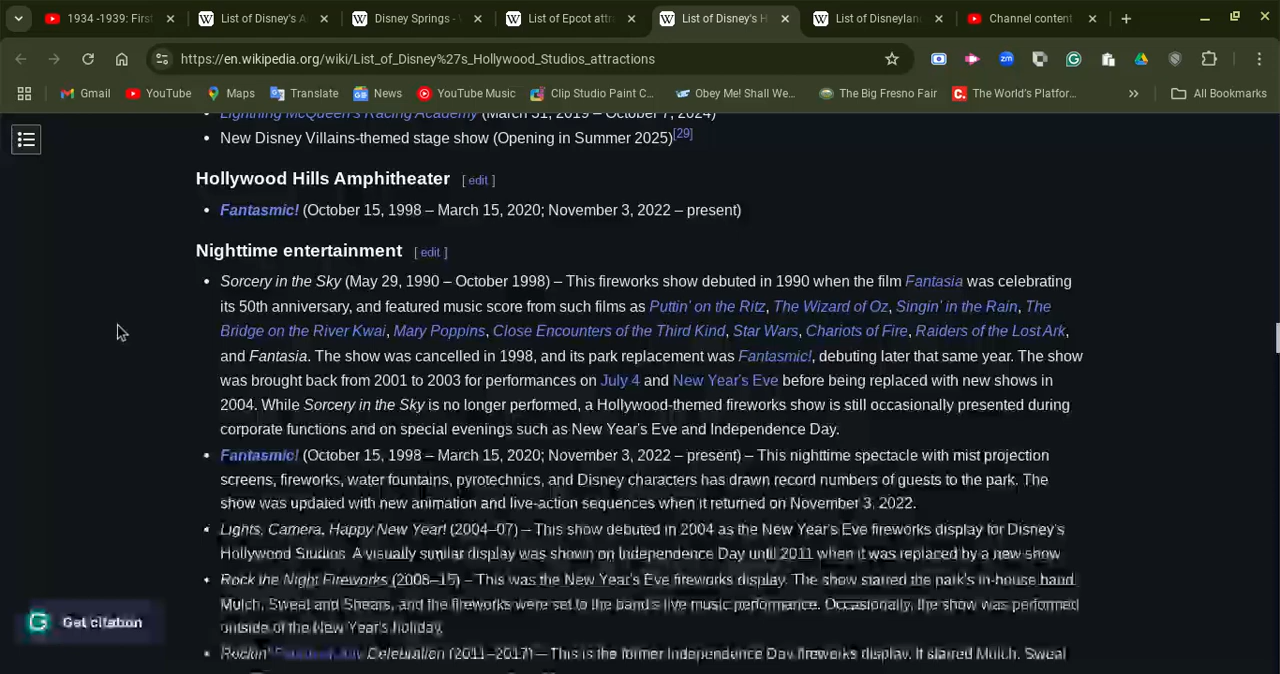 1934 -1939: First
List of Disney's A
Disney Springs - 
List of Epcot attr
List of Disney's H
List of Disneylan
Channel content
https://en.wikipedia.org/wiki/List_of_Disney%27s_Hollywood_Studios_attractions
Gmail
YouTube
Maps
Translate
News
YouTube Music
Clip Studio Paint C...
Obey Me! Shall We...
The Big Fresno Fair
The World's Platfor...
All Bookmarks
Lightning McQueen's Racing Academy (March 31, 2019 – October 7, 2024)
New Disney Villains-themed stage show (Opening in Summer 2025)[29]
Hollywood Hills Amphitheater [ edit ]
Fantasmic! (October 15, 1998 – March 15, 2020; November 3, 2022 – present)
Nighttime entertainment [ edit ]
Sorcery in the Sky (May 29, 1990 – October 1998) – This fireworks show debuted in 1990 when the film Fantasia was celebrating
its 50th anniversary, and featured music score from such films as Puttin' on the Ritz, The Wizard of Oz, Singin' in the Rain, The
Bridge on the River Kwai, Mary Poppins, Close Encounters of the Third Kind, Star Wars, Chariots of Fire, Raiders of the Lost Ark,
and Fantasia. The show was cancelled in 1998, and its park replacement was Fantasmic!, debuting later that same year. The show
was brought back from 2001 to 2003 for performances on July 4 and New Year's Eve before being replaced with new shows in
2004. While Sorcery in the Sky is no longer performed, a Hollywood-themed fireworks show is still occasionally presented during
corporate functions and on special evenings such as New Year's Eve and Independence Day.
Fantasmic! (October 15, 1998 – March 15, 2020; November 3, 2022 – present) – This nighttime spectacle with mist projection
screens, fireworks, water fountains, pyrotechnics, and Disney characters has drawn record numbers of guests to the park. The
show was updated with new animation and live-action sequences when it returned on November 3, 2022.
Lights, Camera, Happy New Year! (2004–07) – This show debuted in 2004 as the New Year's Eve fireworks display for Disney's
Hollywood Studios. A visually similar display was shown on Independence Day until 2011 when it was replaced by a new show
Rock the Night Fireworks (2008–15) – This was the New Year's Eve fireworks display. The show starred the park's in-house band
Mulch, Sweat and Shears, and the fireworks were set to the band's live music performance. Occasionally, the show was performed
outside of the New Year's holiday.
Celebration (2011–2017) – This is the former Independence Day fireworks display. It starred Mulch, Sweat
Get citation